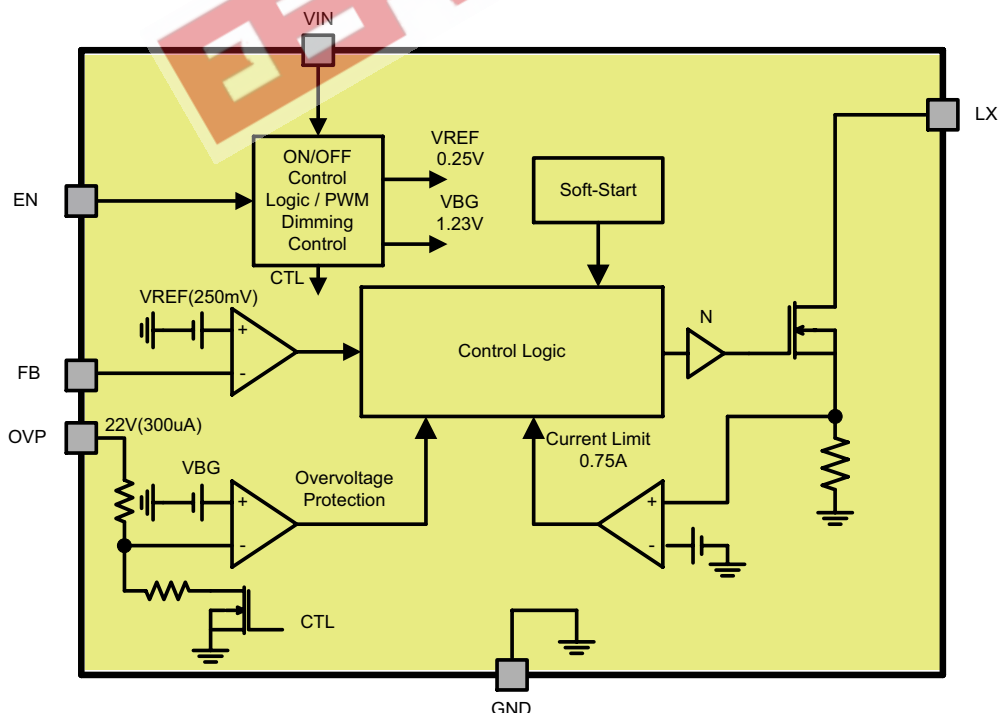 VIN
LX
EN
ON/OFF
Control
Logic / PWM
Dimming
Control
VREF
0.25V
VBG
1.23V
Soft-Start
CTL
VREF(250mV)
+
-
FB
Control Logic
N
OVP
22V(300uA)
VBG
+
-
Overvoltage
Protection
Current Limit
0.75A
+
-
CTL
GND